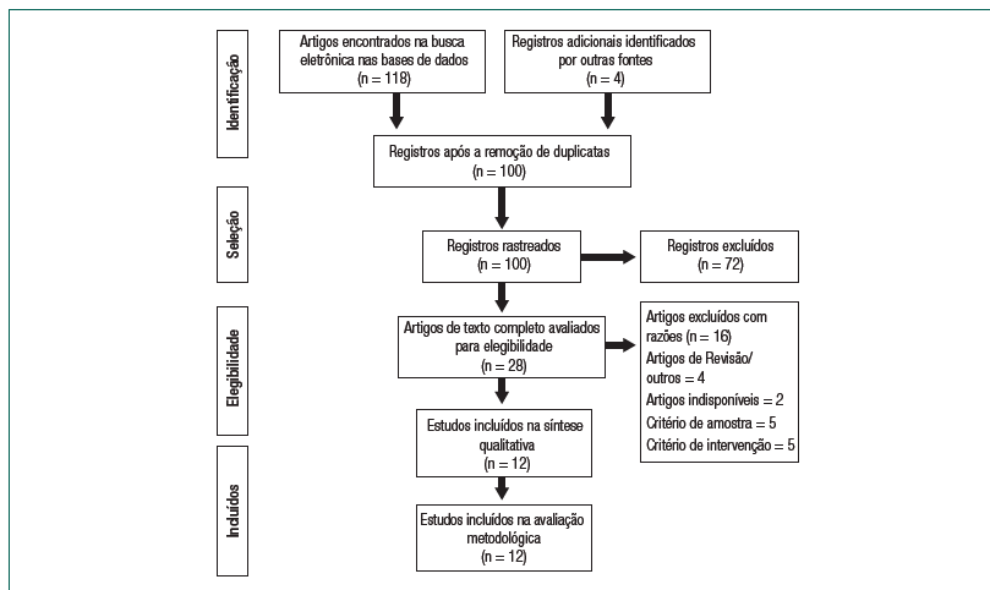 Identificação
Artigos encontrados na busca
eletrônica nas bases de dados
(n = 118)
Registros adicionais identificados
por outras fontes
(n = 4)
Registros após a remoção de duplicatas
(n = 100)
Seleção
Registros rastreados
(n = 100)
Registros excluídos
(n = 72)
Elegibilidade
Artigos de texto completo avaliados
para elegibilidade
(n = 28)
Artigos excluídos com
razões (n = 16)
Artigos de Revisão/
outros = 4
Artigos indisponíveis = 2
Critério de amostra = 5
Critério de intervenção = 5
Estudos incluídos na síntese
qualitativa
(n = 12)
Incluídos
Estudos incluídos na avaliação
metodológica
(n = 12)